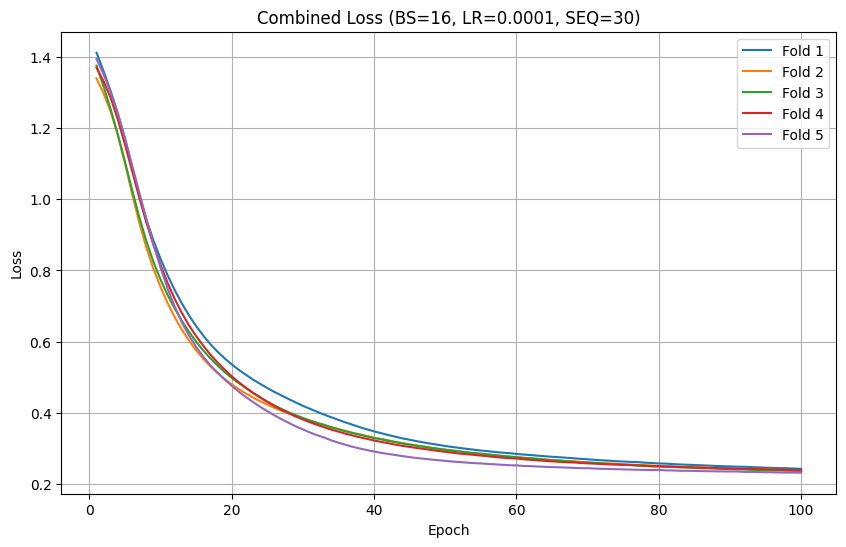 Combined Loss (BS=16, LR=0.0001, SEQ=30)
Fold 1
Fold 2
Fold 3
Fold 4
Fold 5
Loss
1.4
1.2
1.0
0.8
0.6
0.4
0.2
0 20 40 60 80 100
Epoch